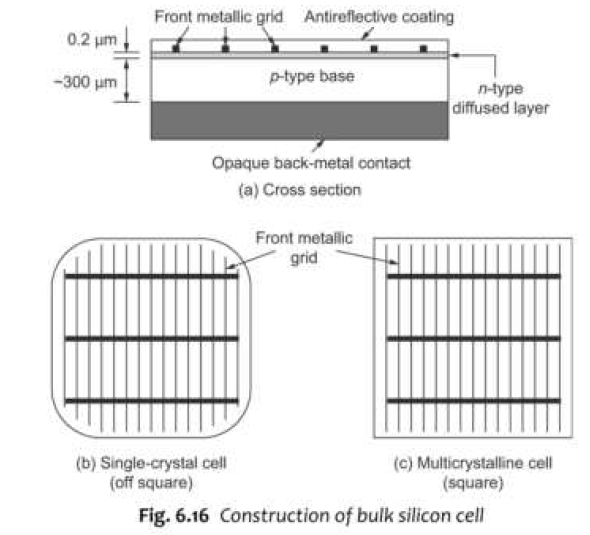 Front metallic grid
Antireflective coating
0.2 µm
~300 µm
p-type base
n-type
diffused layer
Opaque back-metal contact
(a) Cross section
Front metallic
grid
(b) Single-crystal cell
(off square)
(c) Multicrystalline cell
(square)
Fig. 6.16 Construction of bulk silicon cell